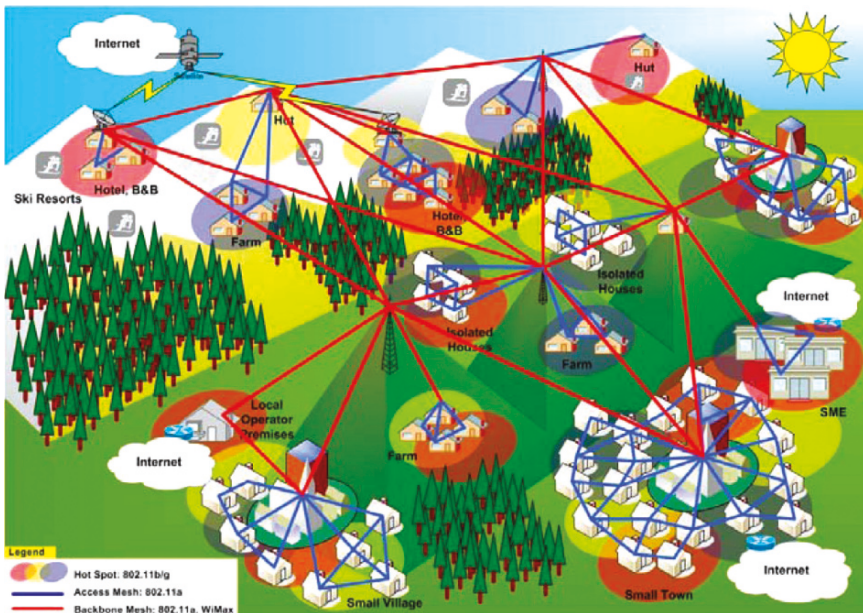 Internet
Satellite
Hut
Hut
Ski Resorts
Hotel, B&B
Farm
Hotel,
B&B
Isolated
Houses
Internet
Isolated
Houses
Farm
SME
Local
Operator
Premises
Internet
Farm
Internet
Small Village
Small Town
Legend
Hot Spot: 802.11b/g
Access Mesh: 802.11a
Backbone Mesh: 802.11a, WiMax